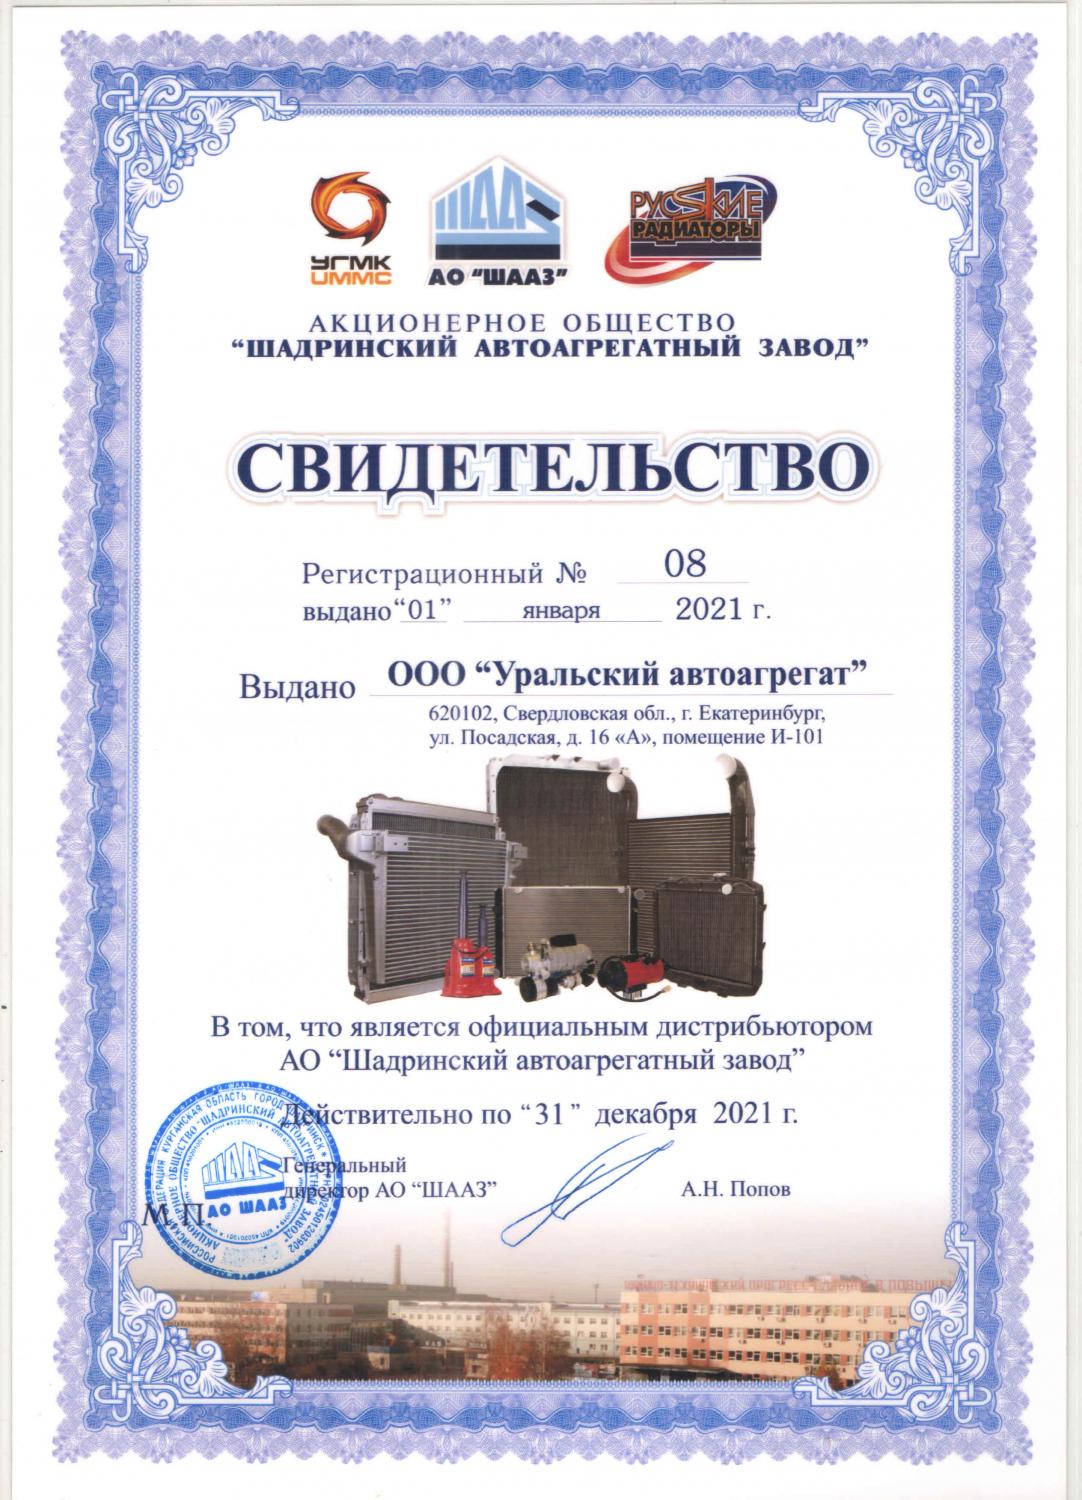 УГМК
UMMC
ШААЗ
АО “ШААЗ”
РУССКИЕ
РАДИАТОРЫ
АКЦИОНЕРНОЕ ОБЩЕСТВО
“ШАДРИНСКИЙ АВТОАГРЕГАТНЫЙ ЗАВОД”
СВИДЕТЕЛЬСТВО
Регистрационный № 08
выдано “01” января 2021 г.
Выдано ООО “Уральский автоагрегат”
620102, Свердловская обл., г. Екатеринбург,
ул. Посадская, д. 16 «А», помещение И-101
В том, что является официальным дистрибьютором
АО “Шадринский автоагрегатный завод”
Действительно по “31” декабря 2021 г.
Генеральный
директор АО “ШААЗ”
А.Н. Попов
М.П.
РОССИЙСКАЯ ФЕДЕРАЦИЯ КУРГАНСКАЯ ОБЛАСТЬ ГОРОД ШАДРИНСК
АКЦИОНЕРНОЕ ОБЩЕСТВО "ШАДРИНСКИЙ АВТОАГРЕГАТНЫЙ ЗАВОД"
ШААЗ
АО ШААЗ